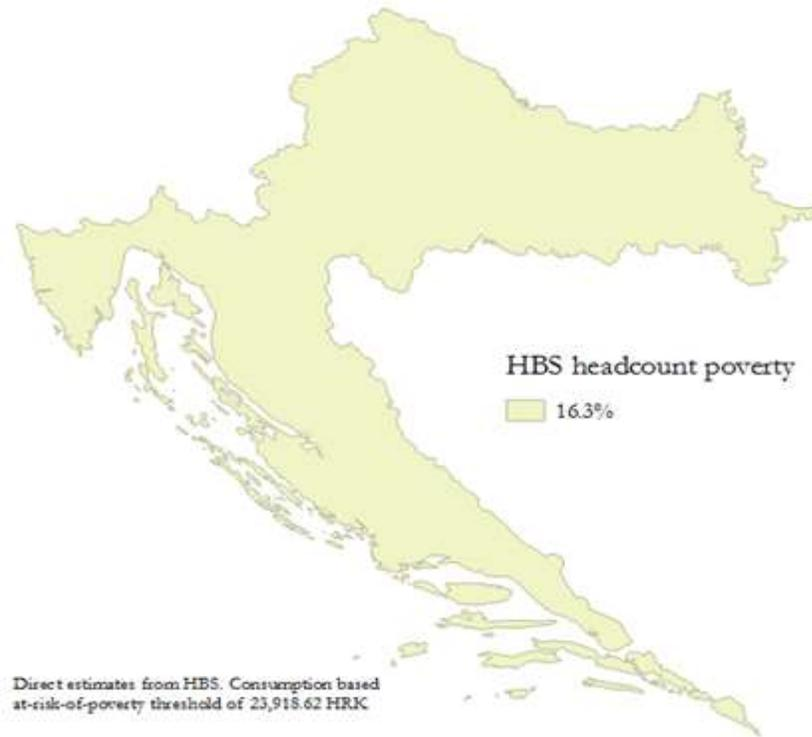 HBS headcount poverty
16.3%
Direct estimates from HBS. Consumption based
at-risk-of-poverty threshold of 23,918.62 HRK